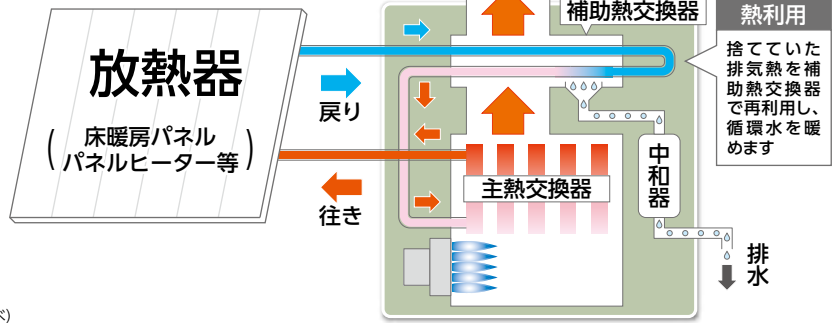 補助熱交換器
熱利用
捨てていた
排気熱を補
助熱交換器
で再利用し、
循環水を暖
めます
放熱器
床暖房パネル
(パネルヒーター等)
戻り
往き
主熱交換器
中和器
排水